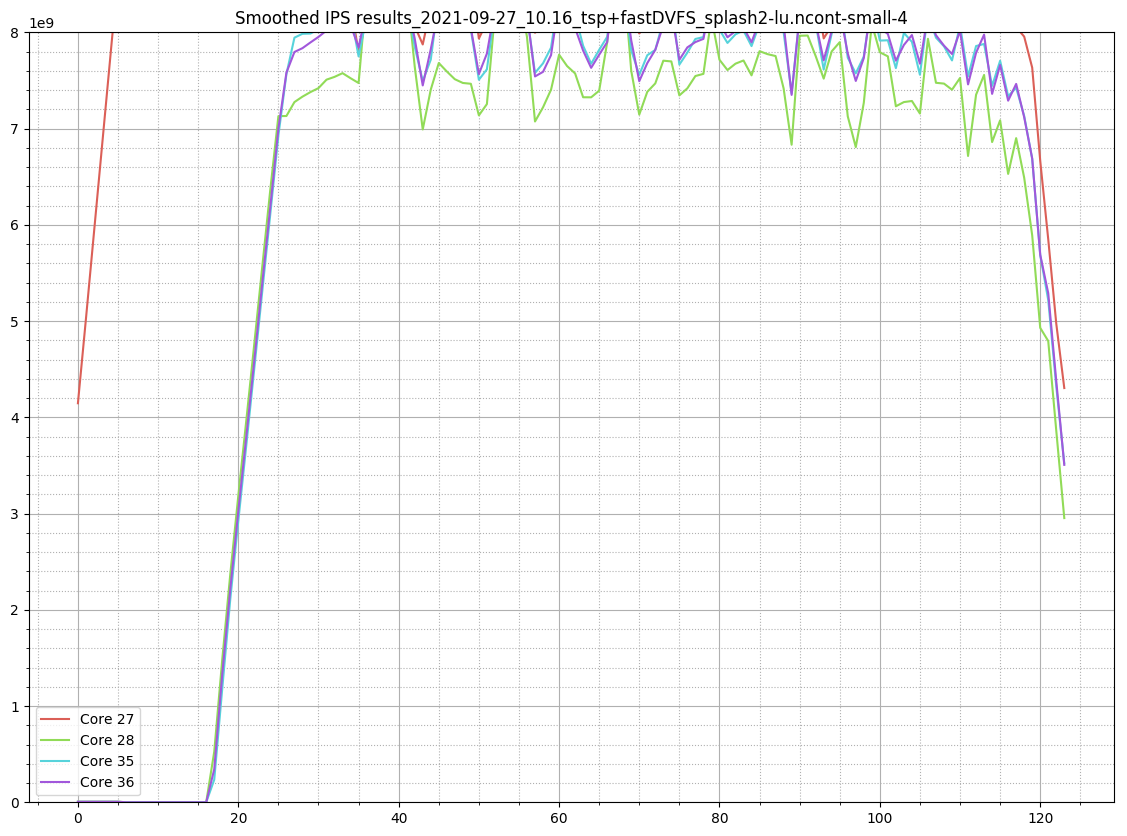 Smoothed IPS results_2021-09-27_10.16_tsp+fastDVFS_splash2-lu.ncont-small-4
1e9
8
7
6
5
4
3
2
1
0
Core 27
Core 28
Core 35
Core 36
0 20 40 60 80 100 120